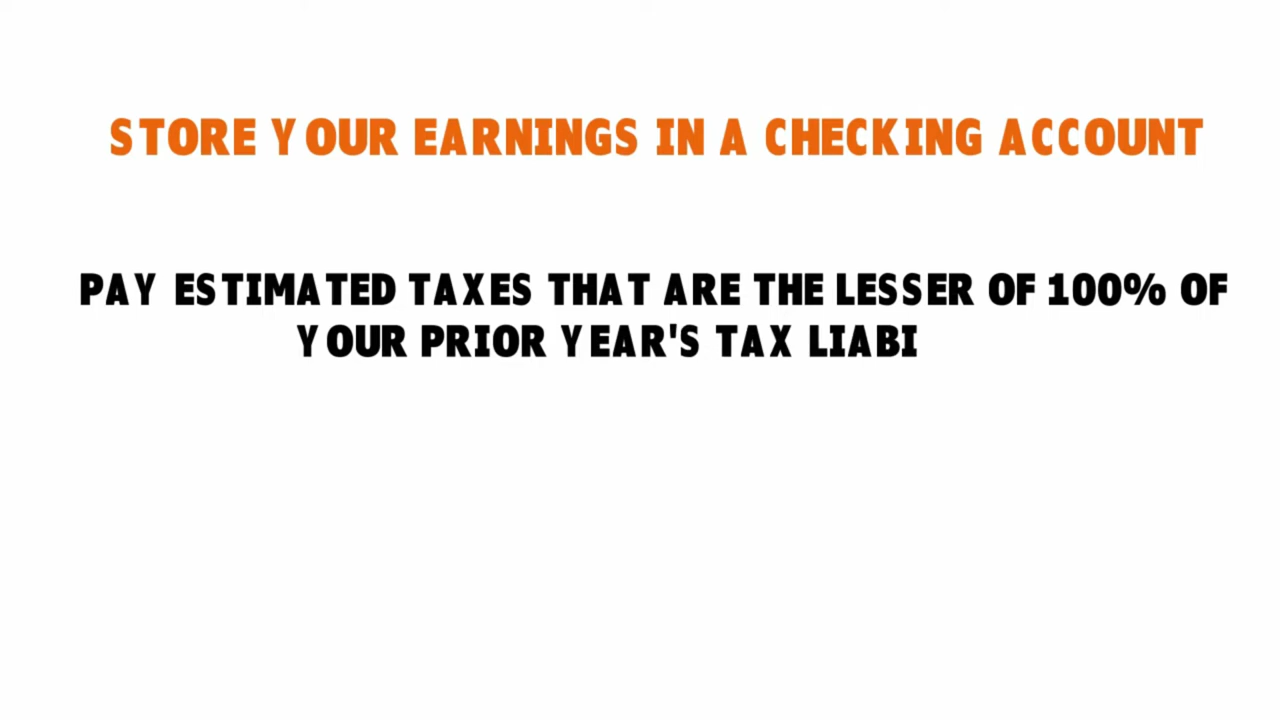 STORE YOUR EARNINGS IN A CHECKING ACCOUNT
PAY ESTIMATED TAXES THAT ARE THE LESSER OF 100% OF
YOUR PRIOR YEAR'S TAX LIABI